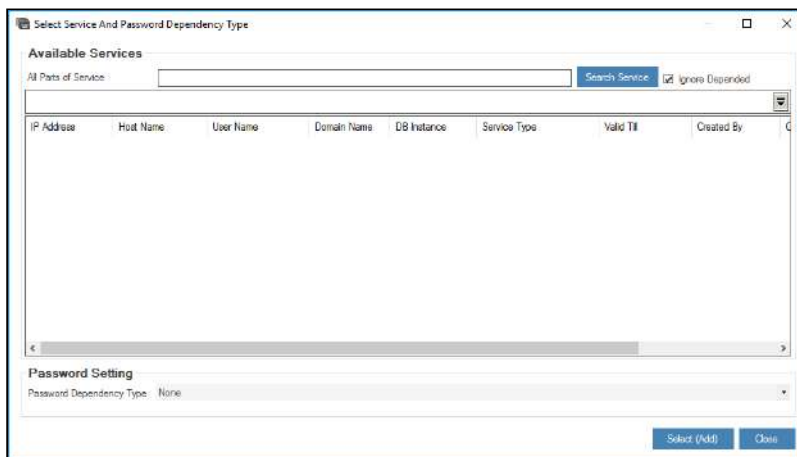 Select Service And Password Dependency Type
Available Services
All Parts of Service
Search Service
Ignore Depended
IP Address Host Name User Name Domain Name DB Instance Service Type Valid Till Created By
Password Setting
Password Dependency Type None
Select (Add) Close